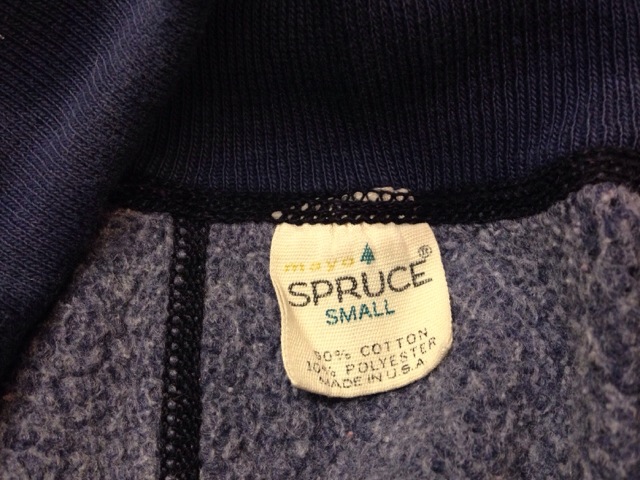 mayo
SPRUCE®
SMALL
90% COTTON
10% POLYESTER
MADE IN U.S.A